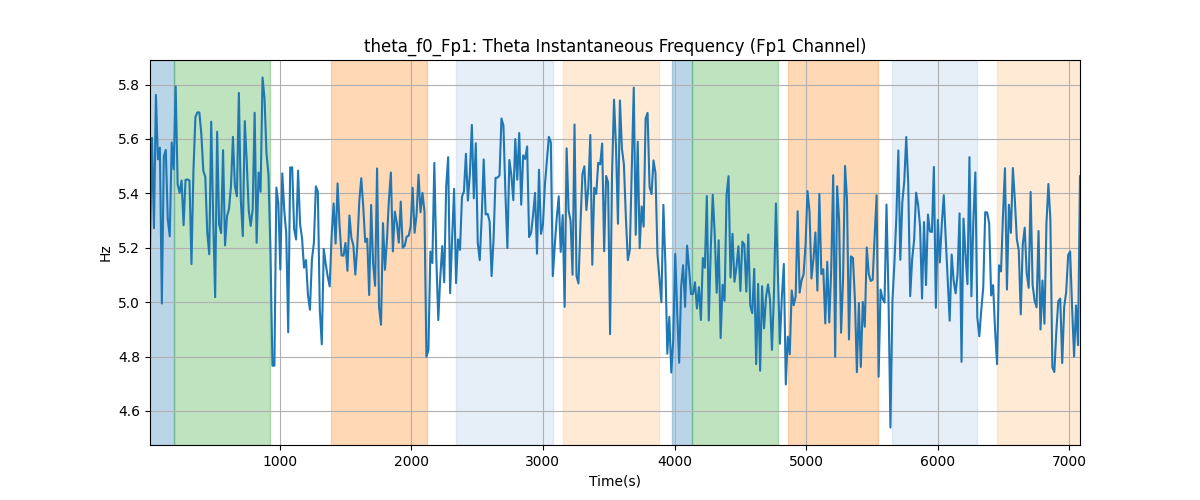 theta_f0_Fp1: Theta Instantaneous Frequency (Fp1 Channel)
Hz
5.8
5.6
5.4
5.2
5.0
4.8
4.6
1000 2000 3000 4000 5000 6000 7000
Time(s)